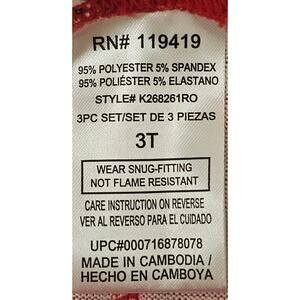 RN# 119419
95% POLYESTER 5% SPANDEX
95% POLIÉSTER 5% ELASTANO
STYLE# K268261RO
3PC SET/SET DE 3 PIEZAS
3T
WEAR SNUG-FITTING
NOT FLAME RESISTANT
CARE INSTRUCTION ON REVERSE
VER AL REVERSO PARA EL CUIDADO
UPC#000716878078
MADE IN CAMBODIA /
HECHO EN CAMBOYA